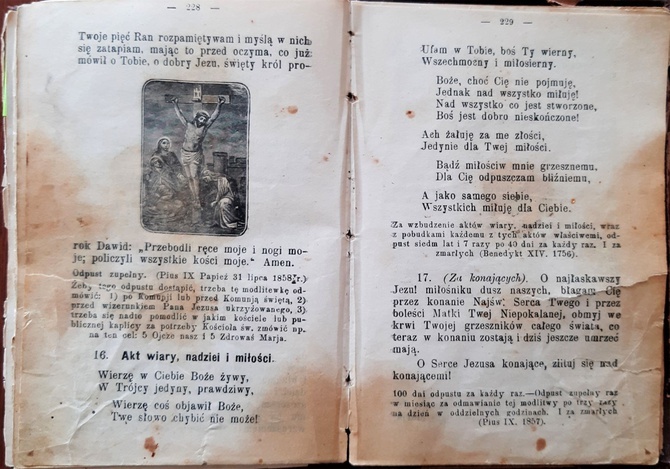 — 228 —
Twoje pięć Ran rozpamiętywam i myślą w nich
się zatapiam, mając to przed oczyma, co już
mówił o Tobie, o dobry Jezu, święty król pro-
rok Dawid: „Przebodli ręce moje i nogi mo-
je; policzyli wszystkie kości moje.“ Amen.
Odpust zupełny. (Pius IX Papież 31 lipca 1858 r.)
Żeby tego odpustu dostąpić, trzeba tę modlitewkę od-
mówić: 1) po Komunji lub przed Komunją świętą, 2)
przed wizerunkiem Pana Jezusa ukrzyżowanego, 3)
trzeba się nadto pomodlić w jakim kościele lub pu-
blicznej kaplicy za potrzeby Kościoła św. zmówić np.
na ten cel: 5 Ojcze nasz i 5 Zdrowaś Marja.
16. Akt wiary, nadziei i miłości.
Wierzę w Ciebie Boże żywy,
W Trójcy jedyny, prawdziwy,
Wierzę coś objawił Boże,
Twe słowo chybić nie może!
— 229 —
Ufam w Tobie, boś Ty wierny,
Wszechmocny i miłosierny.
Boże, choć Cię nie pojmuję,
Jednak nad wszystko miłuję!
Nad wszystko co jest stworzone,
Boś jest dobro nieskończone!
Ach żałuję za me złości,
Jedynie dla Twej miłości.
Bądź miłościw mnie grzesznemu,
Dla Cię odpuszczam bliźniemu,
A jako samego siebie,
Wszystkich miłuję dla Ciebie.
Za wzbudzenie aktów wiary, nadziei i miłości, wraz
z pobudkami każdemu z tych aktów właściwemi, od-
pust siedm lat i 7 razy po 40 dni za każdy raz. I za
zmarłych (Benedykt XIV. 1756).
17. (Za konających). O najłaskawszy
Jezu! miłośniku dusz naszych, błagam Cię
przez konanie Najśw. Serca Twego i przez
boleści Matki Twej Niepokalanej, obmyj we
krwi Twojej grzeszników całego świata, co
teraz w konaniu zostają i dziś jeszcze umrzeć
mają.
O Serce Jezusa konające, zlituj się nad
konającemi!
100 dni odpustu za każdy raz.—Odpust zupełny raz
w miesiąc za odmawianie tej modlitwy po trzy razy
na dzień w oddzielnych godzinach. I za zmarłych
(Pius IX. 1857).